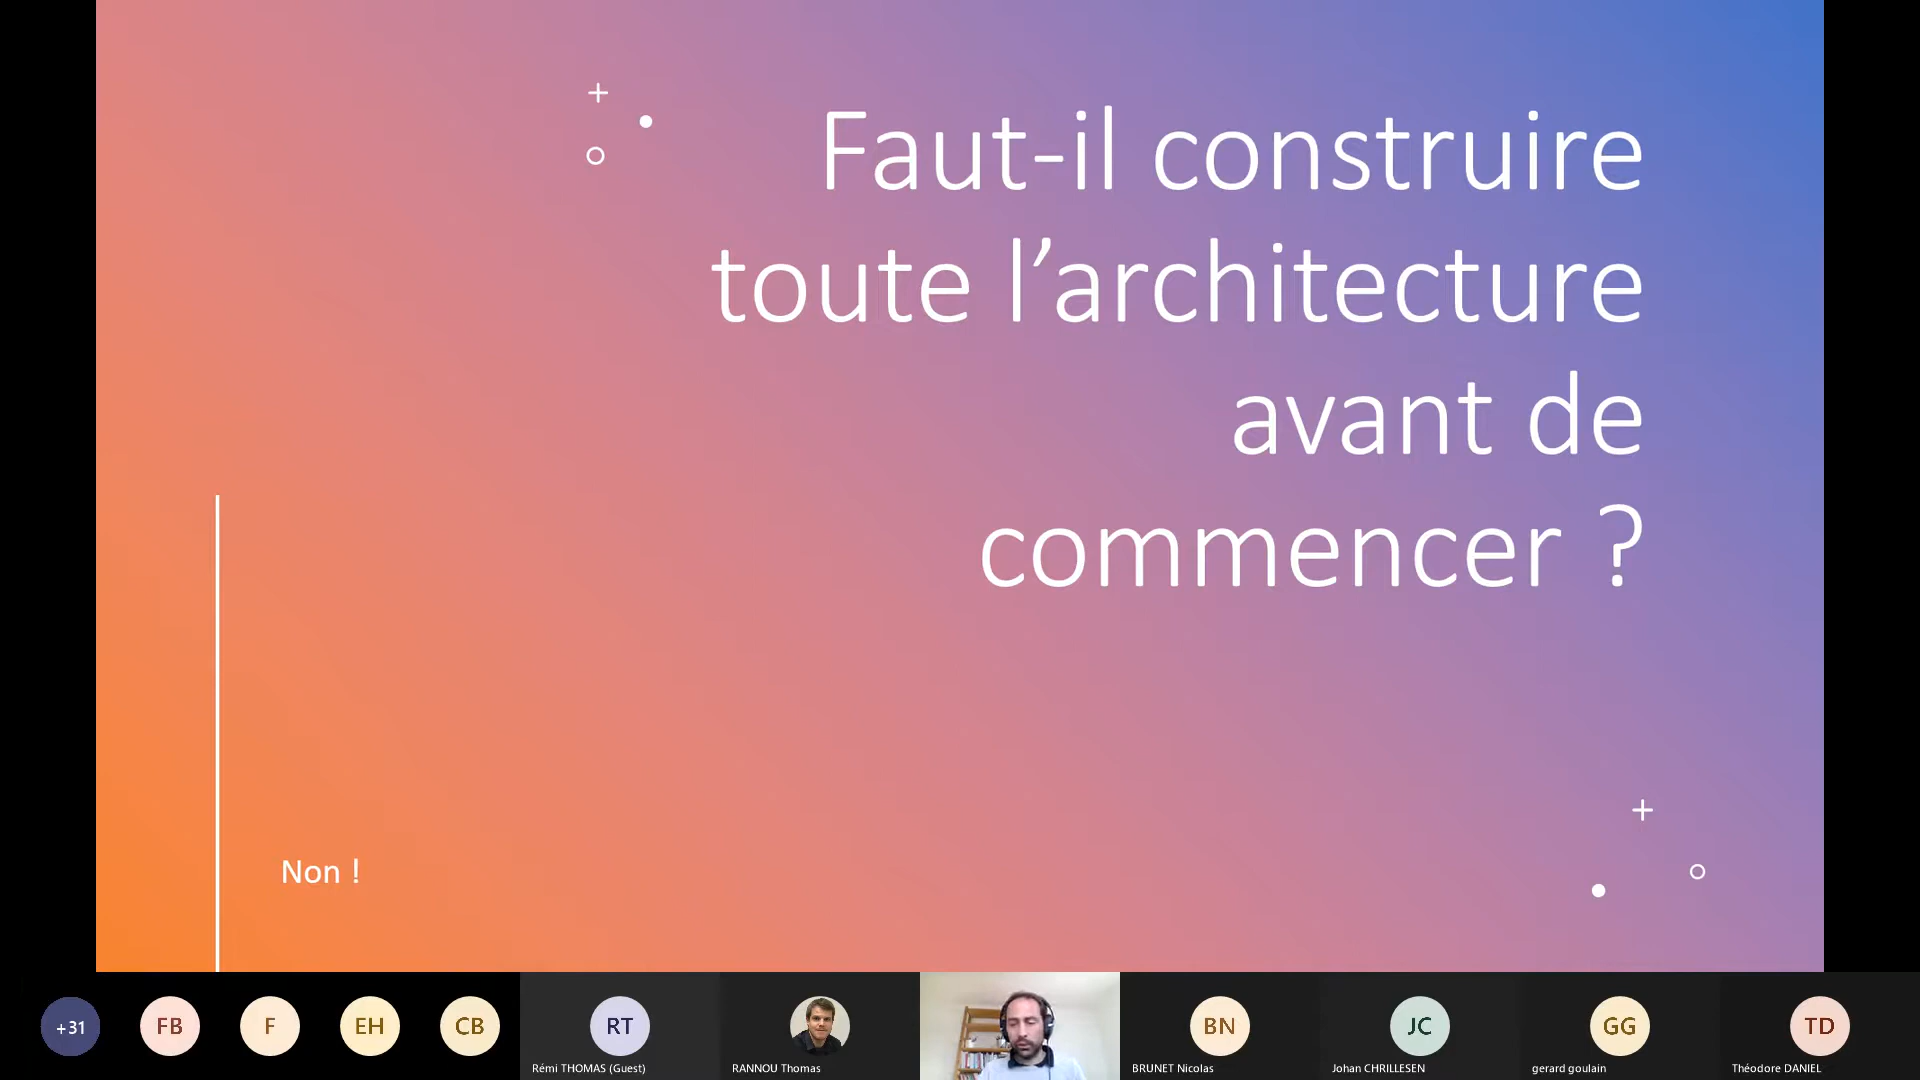 Faut-il construire
toute l’architecture
avant de
commencer ?
Non !
+31
FB
F
EH
CB
RT
BN
JC
GG
TD
Rémi THOMAS (Guest)
RANNOU Thomas
BRUNET Nicolas
Johan CHRILLESEN
gerard goulain
Théodore DANIEL